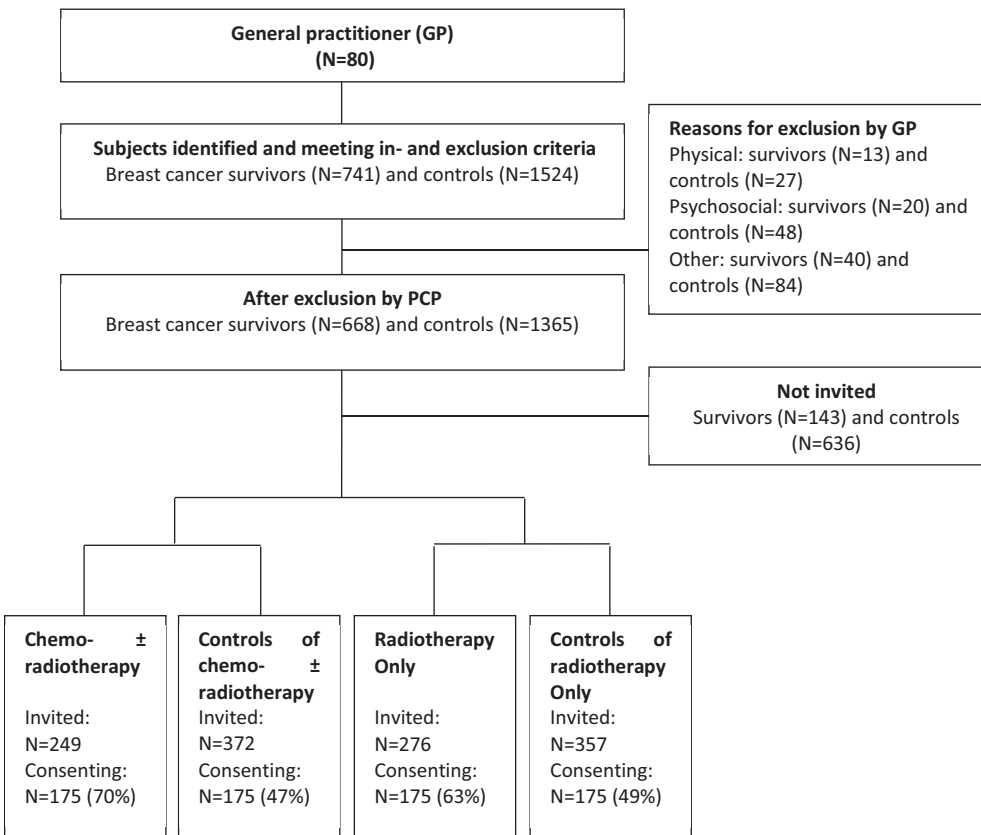 General practitioner (GP)
(N=80)
Subjects identified and meeting in- and exclusion criteria
Breast cancer survivors (N=741) and controls (N=1524)
Reasons for exclusion by GP
Physical: survivors (N=13) and
controls (N=27)
Psychosocial: survivors (N=20) and
controls (N=48)
Other: survivors (N=40) and
controls (N=84)
After exclusion by PCP
Breast cancer survivors (N=668) and controls (N=1365)
Not invited
Survivors (N=143) and controls
(N=636)
Chemo- ±
radiotherapy
Invited:
N=249
Consenting:
N=175 (70%)
Controls of
chemo- ±
radiotherapy
Invited:
N=372
Consenting:
N=175 (47%)
Radiotherapy
Only
Invited:
N=276
Consenting:
N=175 (63%)
Controls of
radiotherapy
Only
Invited:
N=357
Consenting:
N=175 (49%)